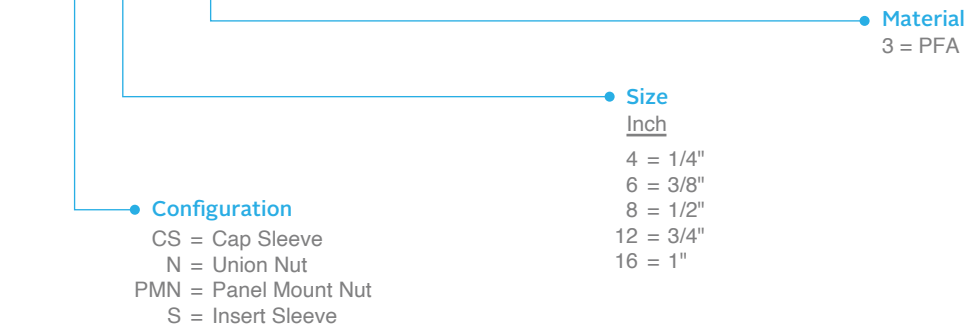 Material
3 = PFA
Size
Inch
4 = 1/4"
6 = 3/8"
8 = 1/2"
12 = 3/4"
16 = 1"
Configuration
CS = Cap Sleeve
N = Union Nut
PMN = Panel Mount Nut
S = Insert Sleeve